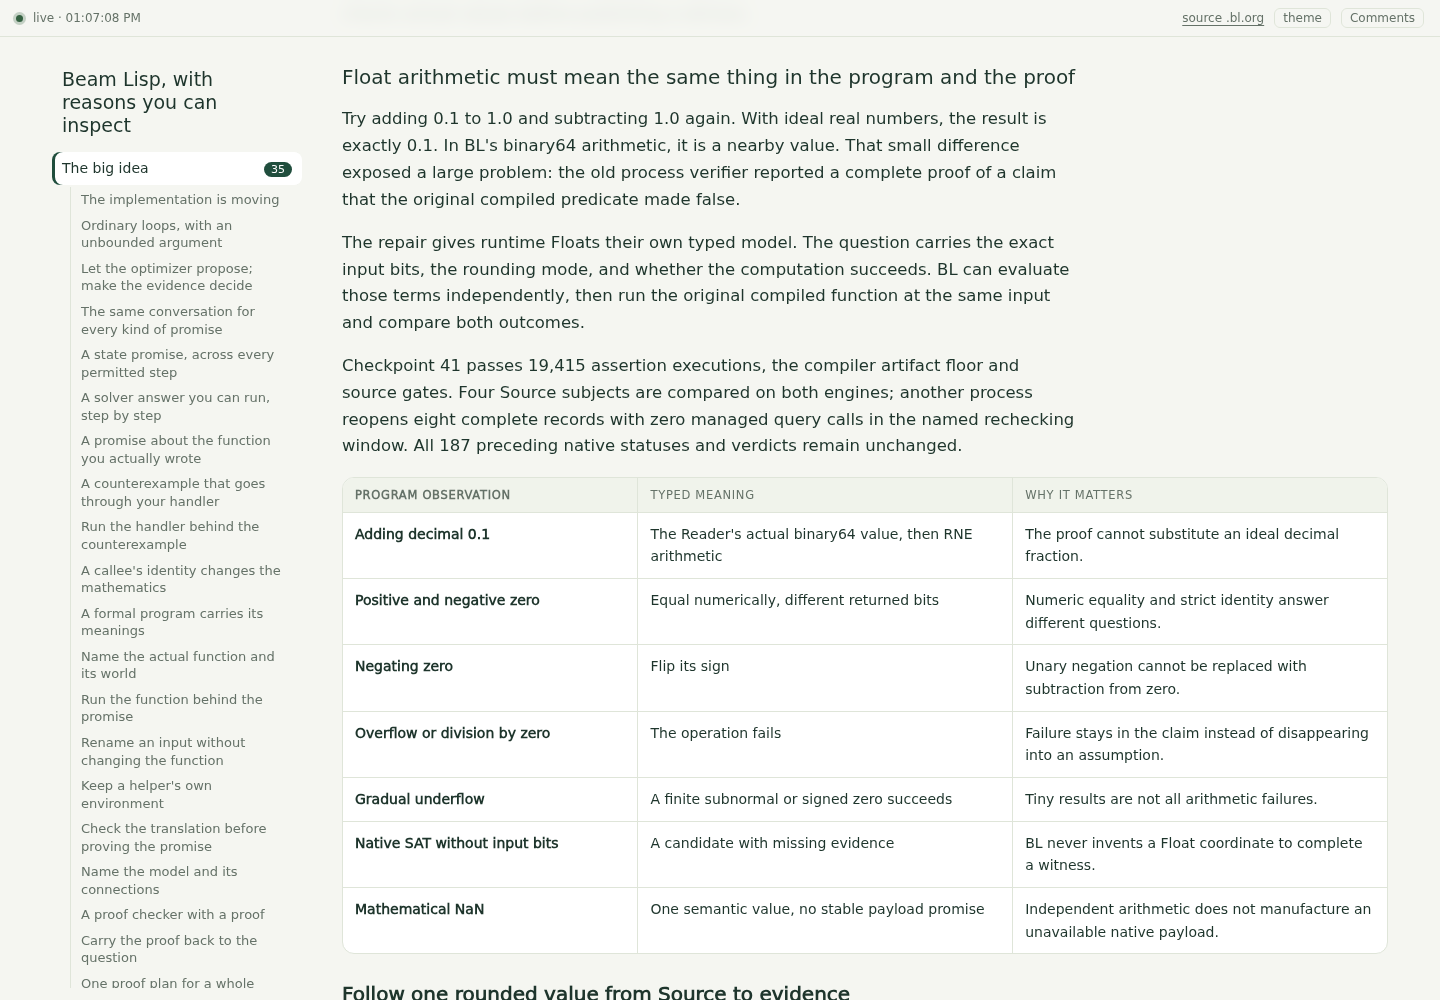 live · 01:07:08 PM
source .bl.org
theme
Comments
Beam Lisp, with
reasons you can
inspect
The big idea
35
The implementation is moving
Ordinary loops, with an
unbounded argument
Let the optimizer propose;
make the evidence decide
The same conversation for
every kind of promise
A state promise, across every
permitted step
A solver answer you can run,
step by step
A promise about the function
you actually wrote
A counterexample that goes
through your handler
Run the handler behind the
counterexample
A callee's identity changes the
mathematics
A formal program carries its
meanings
Name the actual function and
its world
Run the function behind the
promise
Rename an input without
changing the function
Keep a helper's own
environment
Check the translation before
proving the promise
Name the model and its
connections
A proof checker with a proof
Carry the proof back to the
question
One proof plan for a whole
Float arithmetic must mean the same thing in the program and the proof
Try adding 0.1 to 1.0 and subtracting 1.0 again. With ideal real numbers, the result is
exactly 0.1. In BL's binary64 arithmetic, it is a nearby value. That small difference
exposed a large problem: the old process verifier reported a complete proof of a claim
that the original compiled predicate made false.
The repair gives runtime Floats their own typed model. The question carries the exact
input bits, the rounding mode, and whether the computation succeeds. BL can evaluate
those terms independently, then run the original compiled function at the same input
and compare both outcomes.
Checkpoint 41 passes 19,415 assertion executions, the compiler artifact floor and
source gates. Four Source subjects are compared on both engines; another process
reopens eight complete records with zero managed query calls in the named rechecking
window. All 187 preceding native statuses and verdicts remain unchanged.
PROGRAM OBSERVATION
TYPED MEANING
WHY IT MATTERS
Adding decimal 0.1
The Reader's actual binary64 value, then RNE
arithmetic
The proof cannot substitute an ideal decimal
fraction.
Positive and negative zero
Equal numerically, different returned bits
Numeric equality and strict identity answer
different questions.
Negating zero
Flip its sign
Unary negation cannot be replaced with
subtraction from zero.
Overflow or division by zero
The operation fails
Failure stays in the claim instead of disappearing
into an assumption.
Gradual underflow
A finite subnormal or signed zero succeeds
Tiny results are not all arithmetic failures.
Native SAT without input bits
A candidate with missing evidence
BL never invents a Float coordinate to complete
a witness.
Mathematical NaN
One semantic value, no stable payload promise
Independent arithmetic does not manufacture an
unavailable native payload.
Follow one rounded value from Source to evidence